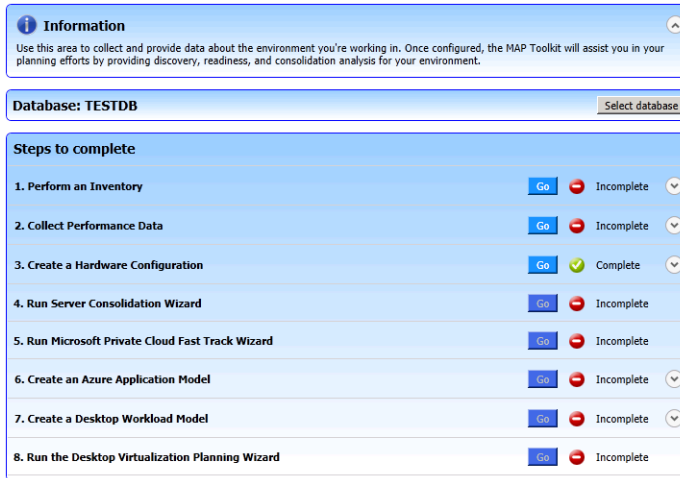 Information
Use this area to collect and provide data about the environment you're working in. Once configured, the MAP Toolkit will assist you in your
planning efforts by providing discovery, readiness, and consolidation analysis for your environment.
Database: TESTDB Select database
Steps to complete
1. Perform an Inventory Go Incomplete
2. Collect Performance Data Go Incomplete
3. Create a Hardware Configuration Go Complete
4. Run Server Consolidation Wizard Go Incomplete
5. Run Microsoft Private Cloud Fast Track Wizard Go Incomplete
6. Create an Azure Application Model Go Incomplete
7. Create a Desktop Workload Model Go Incomplete
8. Run the Desktop Virtualization Planning Wizard Go Incomplete